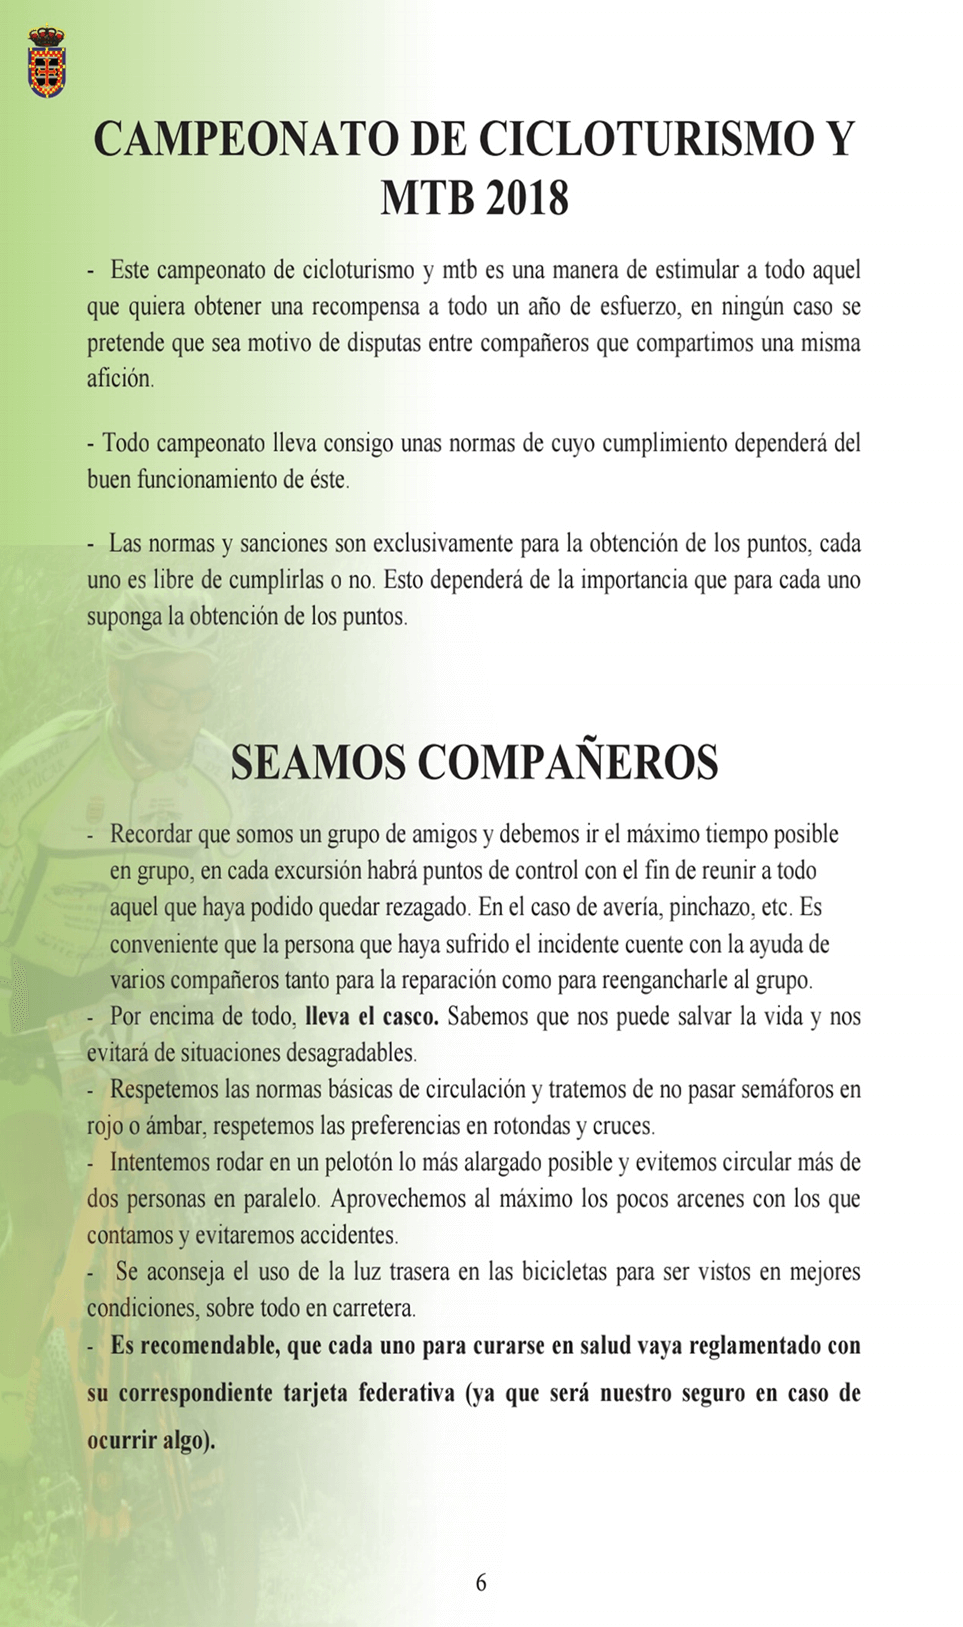 CAMPEONATO DE CICLOTURISMO Y
MTB 2018
- Este campeonato de cicloturismo y mtb es una manera de estimular a todo aquel
que quiera obtener una recompensa a todo un año de esfuerzo, en ningún caso se
pretende que sea motivo de disputas entre compañeros que compartimos una misma
afición.
- Todo campeonato lleva consigo unas normas de cuyo cumplimiento dependerá del
buen funcionamiento de éste.
- Las normas y sanciones son exclusivamente para la obtención de los puntos, cada
uno es libre de cumplirlas o no. Esto dependerá de la importancia que para cada uno
suponga la obtención de los puntos.
SEAMOS COMPAÑEROS
- Recordar que somos un grupo de amigos y debemos ir el máximo tiempo posible
en grupo, en cada excursión habrá puntos de control con el fin de reunir a todo
aquel que haya podido quedar rezagado. En el caso de avería, pinchazo, etc. Es
conveniente que la persona que haya sufrido el incidente cuente con la ayuda de
varios compañeros tanto para la reparación como para reengancharle al grupo.
- Por encima de todo, lleva el casco. Sabemos que nos puede salvar la vida y nos
evitará de situaciones desagradables.
- Respetemos las normas básicas de circulación y tratemos de no pasar semáforos en
rojo o ámbar, respetemos las preferencias en rotondas y cruces.
- Intentemos rodar en un pelotón lo más alargado posible y evitemos circular más de
dos personas en paralelo. Aprovechemos al máximo los pocos arcenes con los que
contamos y evitaremos accidentes.
- Se aconseja el uso de la luz trasera en las bicicletas para ser vistos en mejores
condiciones, sobre todo en carretera.
- Es recomendable, que cada uno para curarse en salud vaya reglamentado con
su correspondiente tarjeta federativa (ya que será nuestro seguro en caso de
ocurrir algo).
6